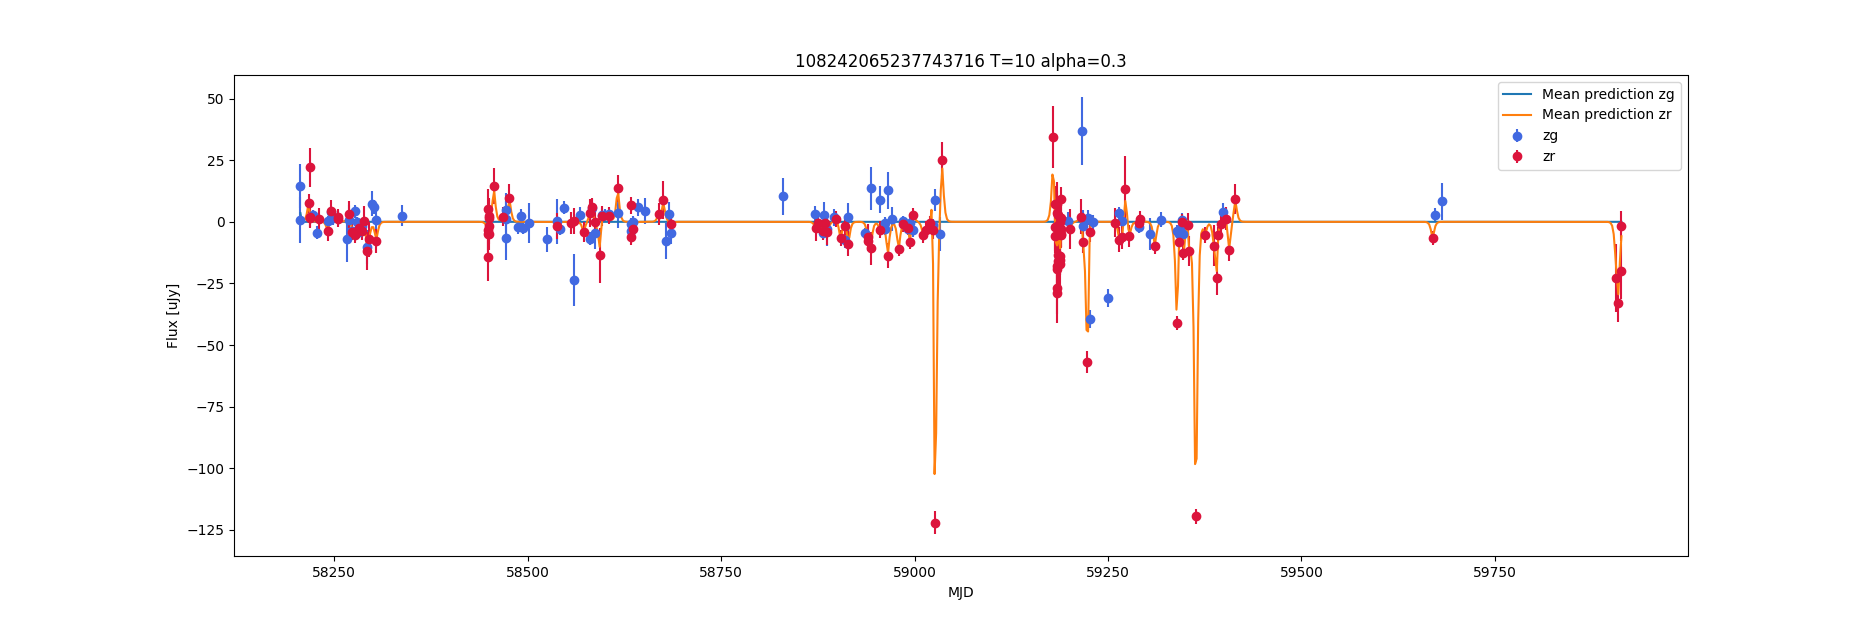 108242065237743716 T=10 alpha=0.3
50
25
0
−25
−50
−75
−100
−125
Flux [uJy]
58250
58500
58750
59000
59250
59500
59750
MJD
Mean prediction zg
Mean prediction zr
zg
zr